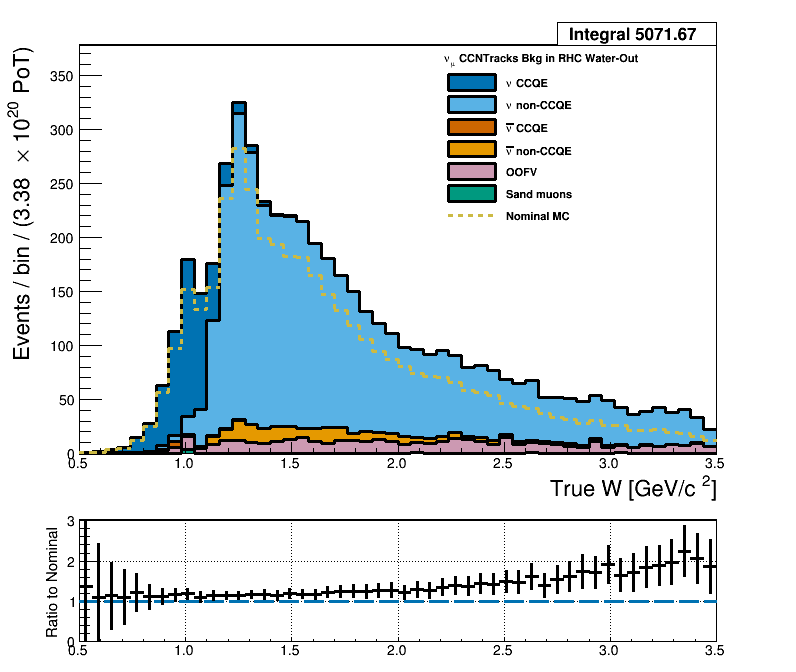 Integral 5071.67
ν_μ CCNTracks Bkg in RHC Water-Out
ν CCQE
ν non-CCQE
ν̅ CCQE
ν̅ non-CCQE
OOFV
Sand muons
Nominal MC
Events / bin / (3.38 × 10^20 PoT)
350
300
250
200
150
100
50
0
0.5 1.0 1.5 2.0 2.5 3.0 3.5
True W [GeV/c ^2]
Ratio to Nominal
3
2
1
0
0.5 1.0 1.5 2.0 2.5 3.0 3.5